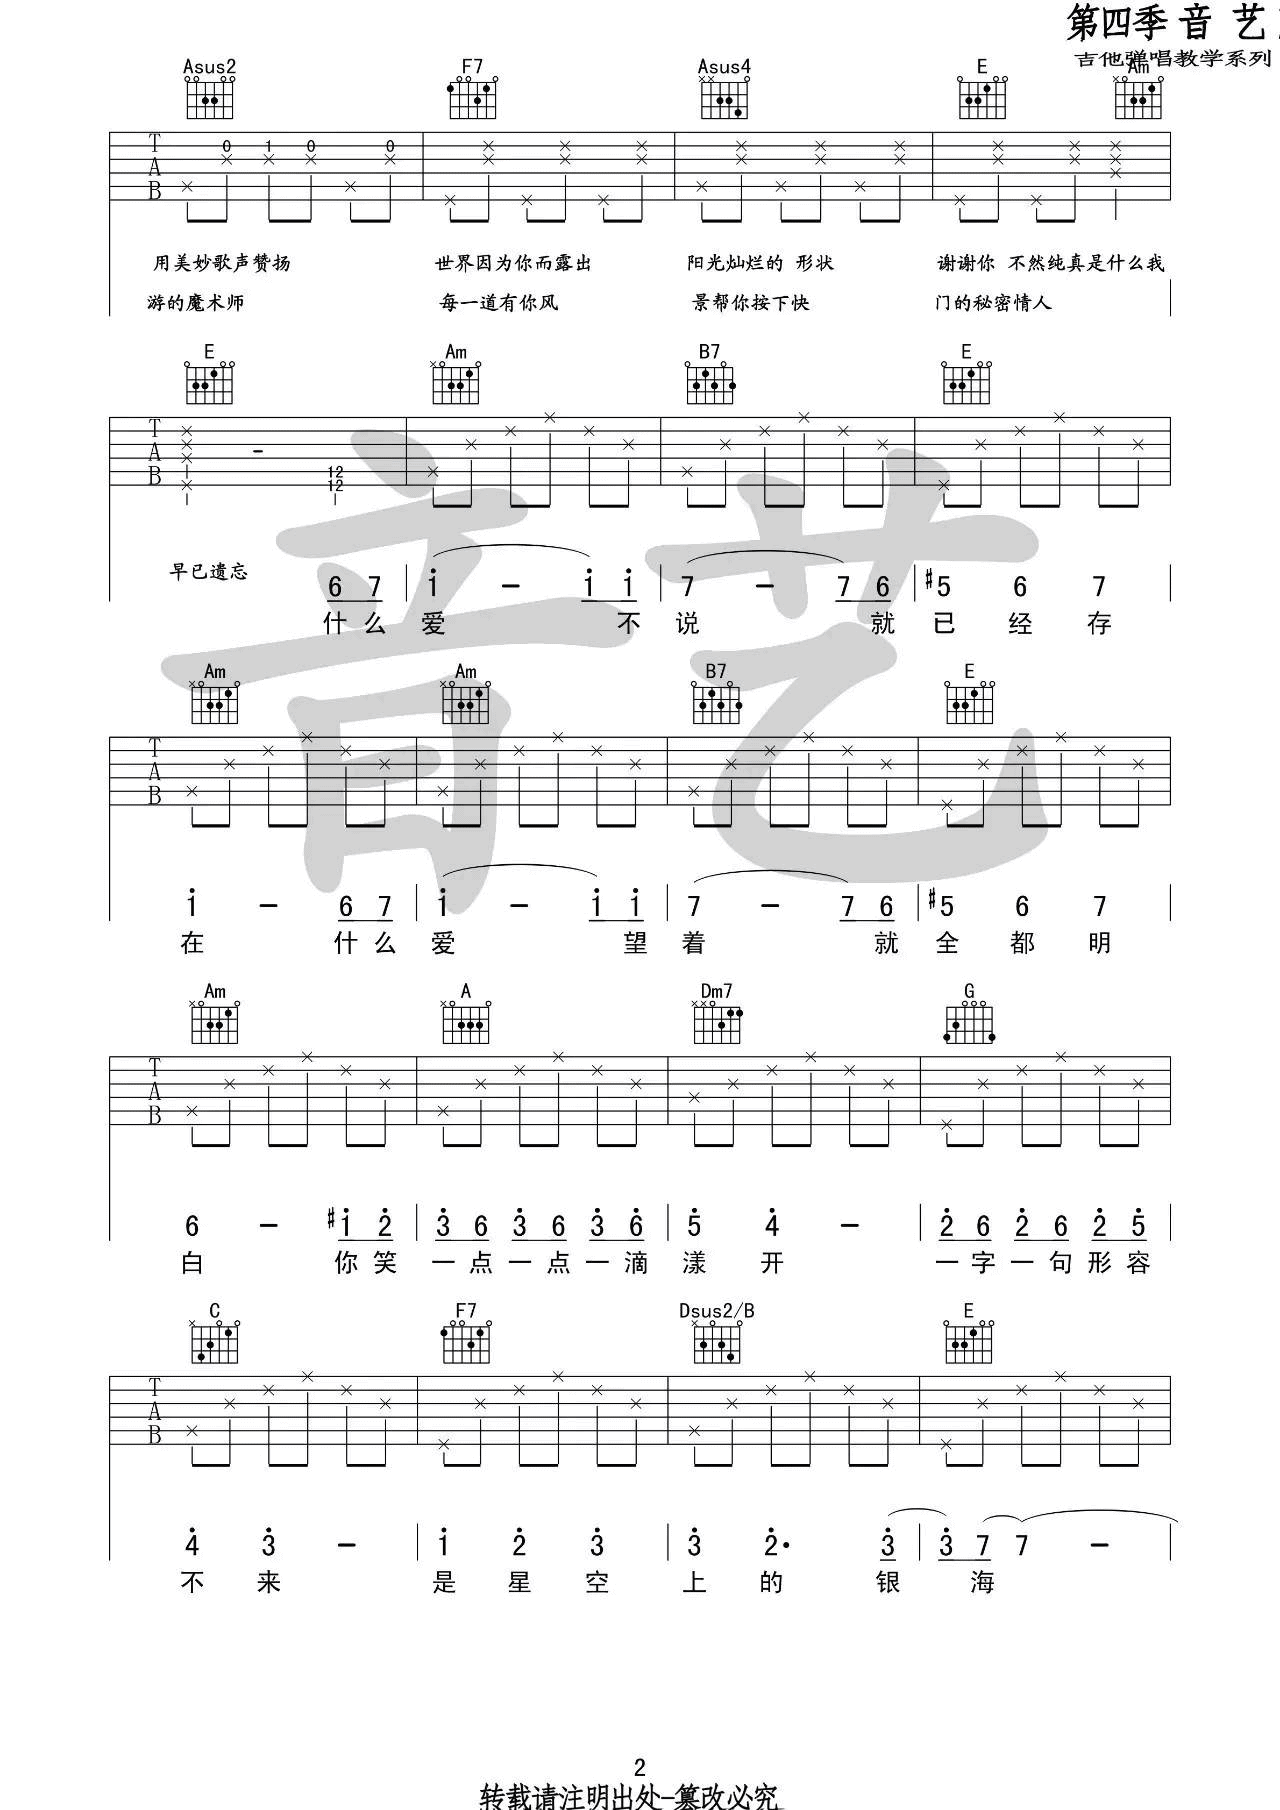 第四季 音 艺
吉他弹唱教学系列
Asus2 F7 Asus4 E Am
T A B 0 1 0 0
用美妙歌声赞扬 世界因为你而露出 阳光灿烂的 形状 谢谢你 不然纯真是什么我
游的魔术师 每一道有你风 景帮你按下快 门的秘密情人
E Am B7 E
T A B 12 12
早已遗忘 6 7 i - i i 7 - 7 6 #5 6 7
什 么 爱 不 说 就 已 经 存
音艺
Am Am B7 E
T A B
i - 6 7 i - i i 7 - 7 6 #5 6 7
在 什 么 爱 望 着 就 全 都 明
Am A Dm7 G
T A B
6 - #1 2 3 6 3 6 3 6 5 4 - 2 6 2 6 2 5
白 你 笑 一 点 一 点 一 滴 漾 开 一 字 一 句 形 容
C F7 Dsus2/B E
T A B
4 3 - 1 2 3 3 2· 3 3 7 7 -
不 来 是 星 空 上 的 银 海
2
转载请注明出处-篡改必究